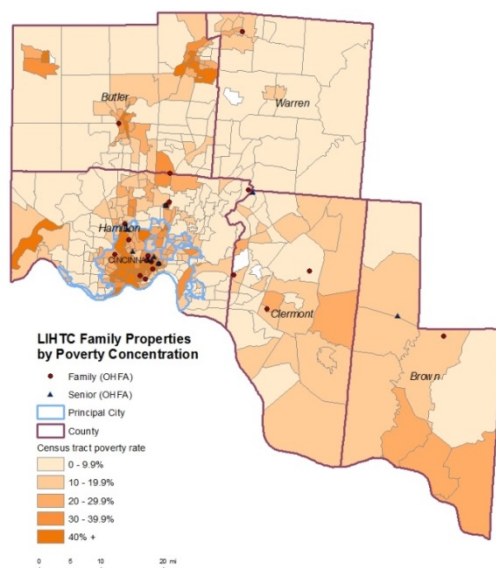 Butler
Warren
Hamilton
CINCINNATI
Clermont
Brown
LIHTC Family Properties
by Poverty Concentration
Family (OHFA)
Senior (OHFA)
Principal City
County
Census tract poverty rate
0 - 9.9%
10 - 19.9%
20 - 29.9%
30 - 39.9%
40% +
0 5 10 20 mi